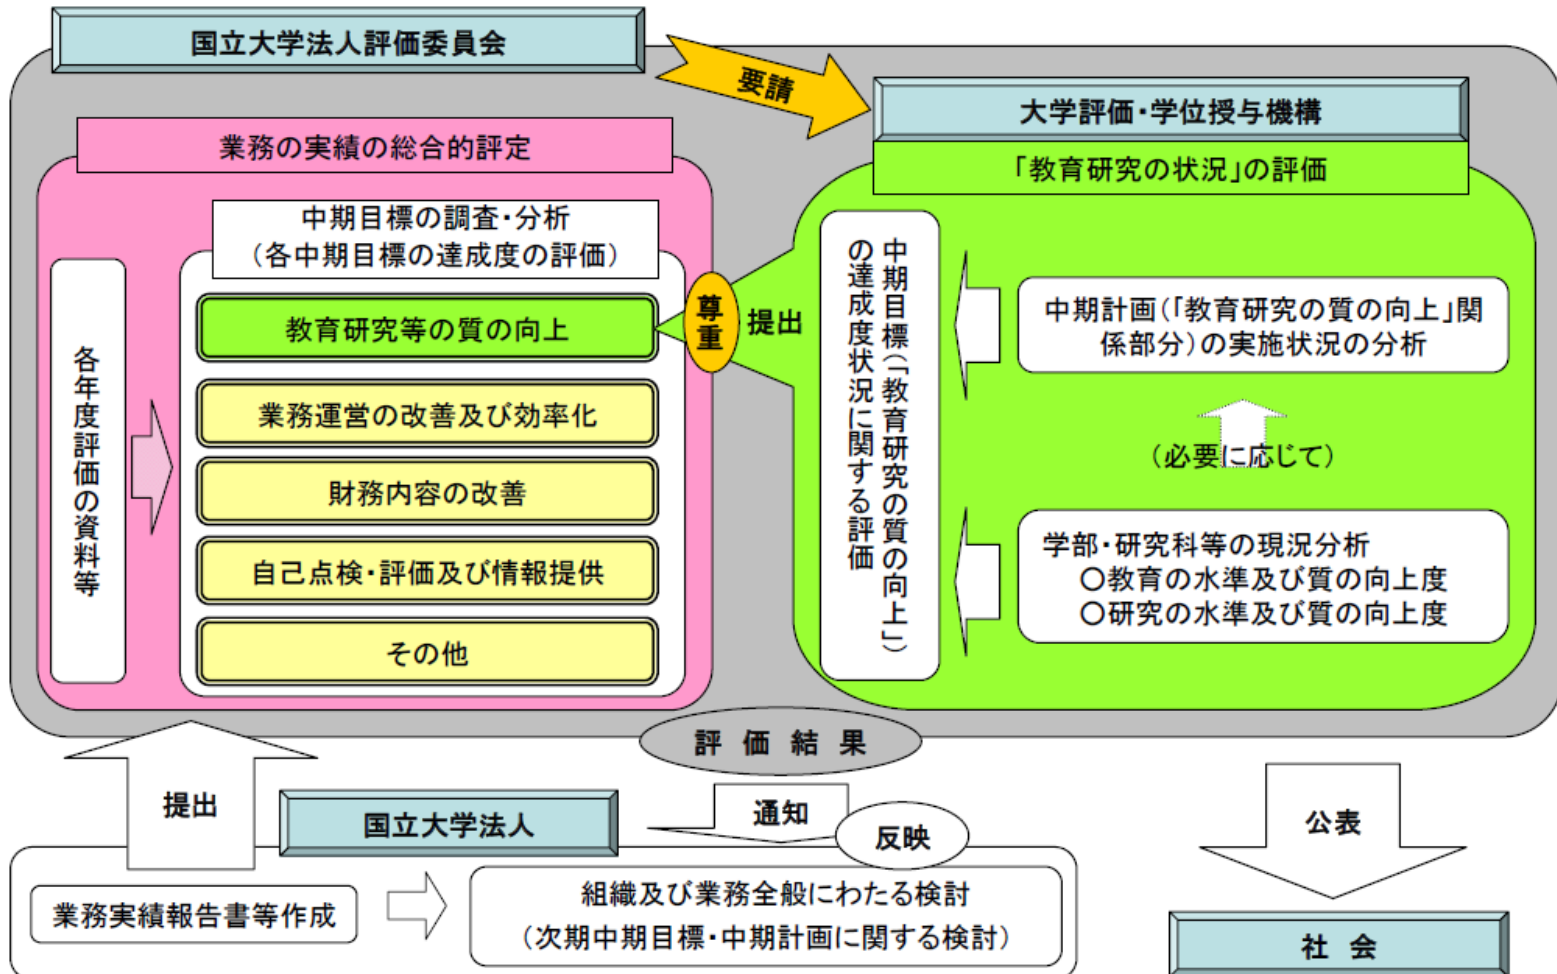 国立大学法人評価委員会
要請
大学評価・学位授与機構
「教育研究の状況」の評価
業務の実績の総合的評定
中期目標の調査・分析
（各中期目標の達成度の評価）
各年度評価の資料等
教育研究等の質の向上
業務運営の改善及び効率化
財務内容の改善
自己点検・評価及び情報提供
その他
尊重
提出
中期目標（「教育研究の質の向上」）
の達成度状況に関する評価
中期計画（「教育研究の質の向上」関
係部分）の実施状況の分析
（必要に応じて）
学部・研究科等の現況分析
○教育の水準及び質の向上度
○研究の水準及び質の向上度
評価結果
提出
国立大学法人
通知
反映
公表
業務実績報告書等作成
組織及び業務全般にわたる検討
（次期中期目標・中期計画に関する検討）
社会